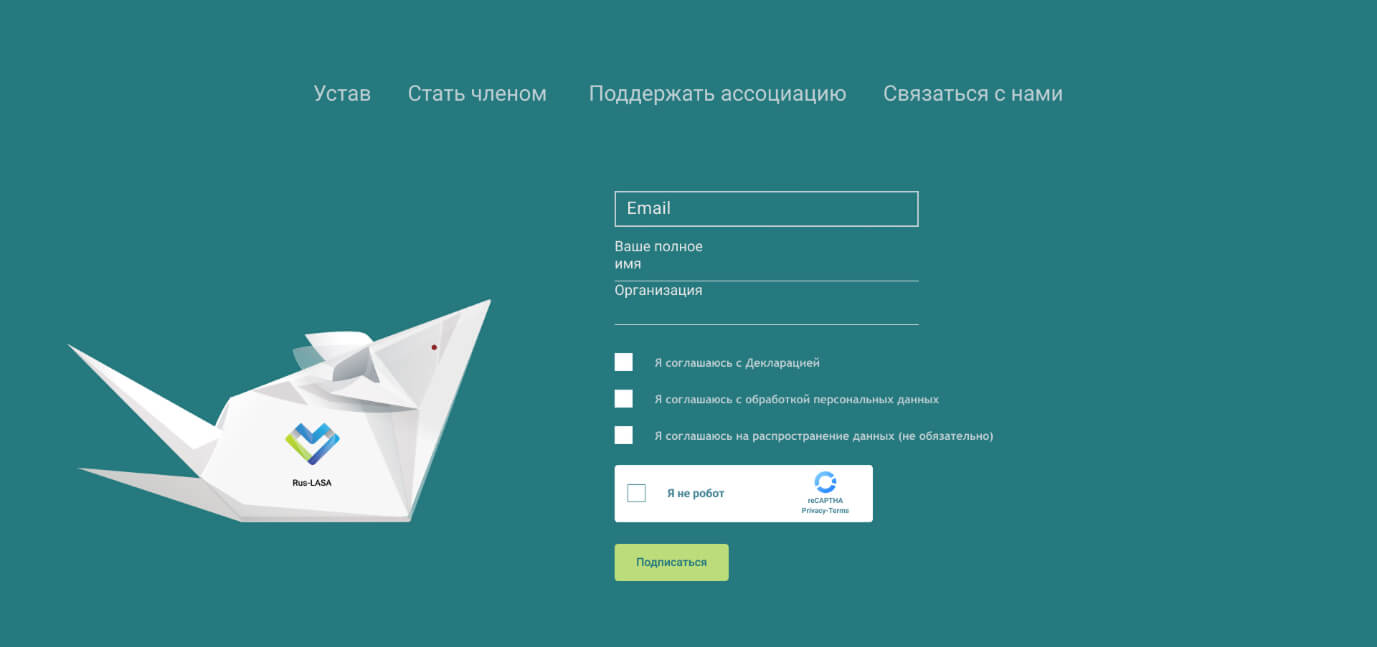 Устав Стать членом Поддержать ассоциацию Связаться с нами
Email
Ваше полное
имя
Организация
Я соглашаюсь с Декларацией
Я соглашаюсь с обработкой персональных данных
Я соглашаюсь на распространение данных (не обязательно)
Я не робот
reCAPTHA
Privacy-Terms
Подписаться
Rus-LASA